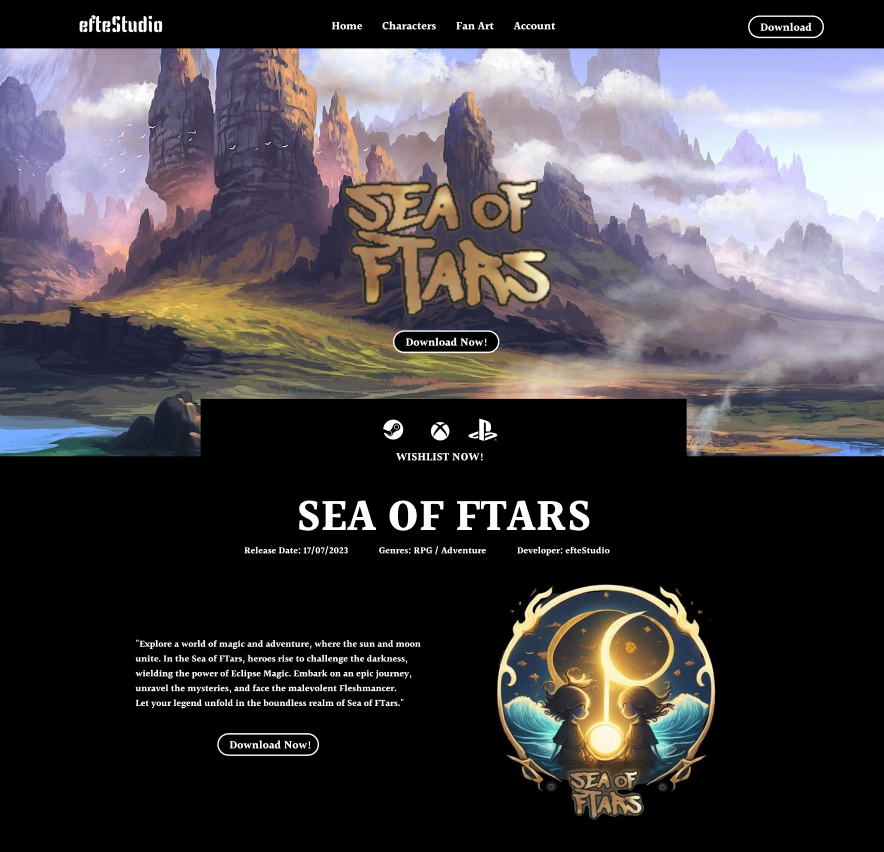 efteStudio
Home Characters Fan Art Account
Download
SEA OF
FTARS
Download Now!
WISHLIST NOW!
SEA OF FTARS
Release Date: 17/07/2023 Genres: RPG / Adventure Developer: efteStudio
"Explore a world of magic and adventure, where the sun and moon
unite. In the Sea of FTars, heroes rise to challenge the darkness,
wielding the power of Eclipse Magic. Embark on an epic journey,
unravel the mysteries, and face the malevolent Fleshmancer.
Let your legend unfold in the boundless realm of Sea of FTars."
Download Now!
SEA OF
FTARS